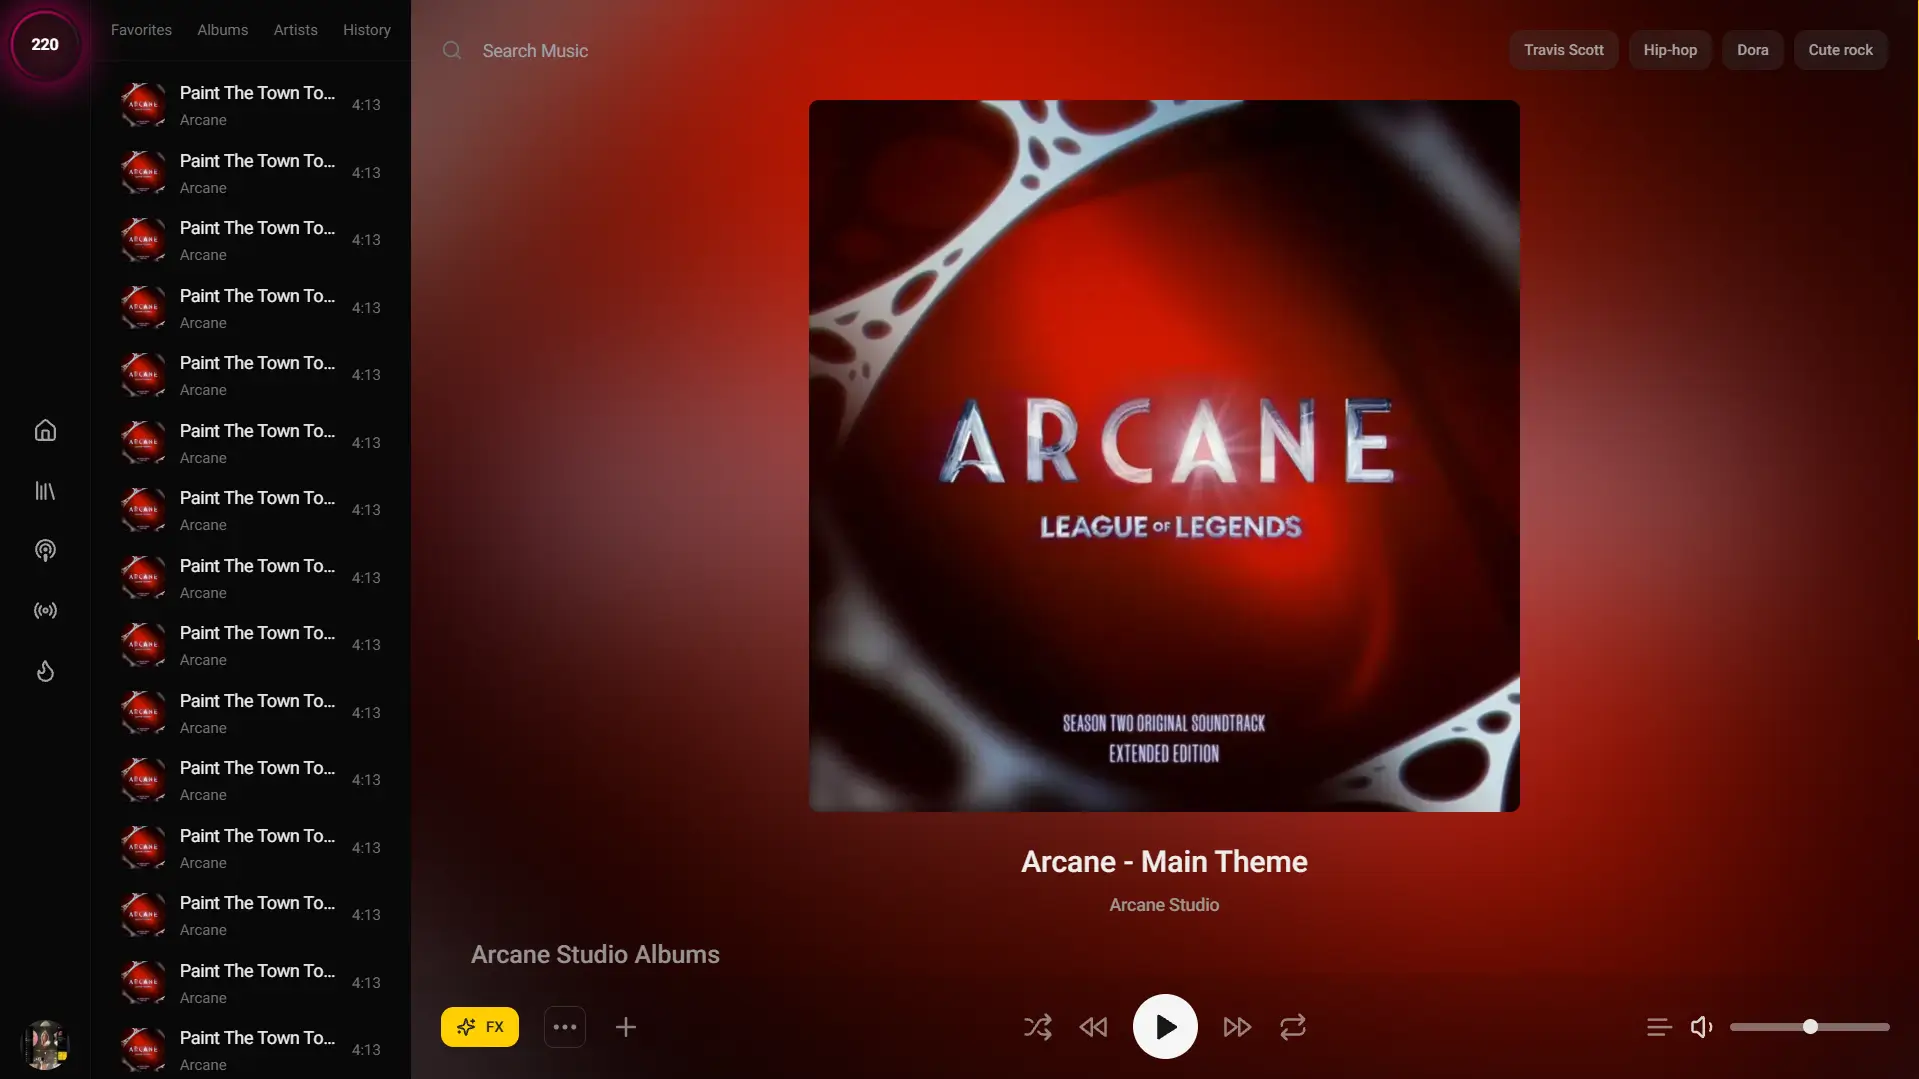 220
Favorites Albums Artists History
Search Music
Travis Scott Hip-hop Dora Cute rock
Paint The Town To... 4:13
Arcane
Paint The Town To... 4:13
Arcane
Paint The Town To... 4:13
Arcane
Paint The Town To... 4:13
Arcane
Paint The Town To... 4:13
Arcane
Paint The Town To... 4:13
Arcane
Paint The Town To... 4:13
Arcane
Paint The Town To... 4:13
Arcane
Paint The Town To... 4:13
Arcane
Paint The Town To... 4:13
Arcane
Paint The Town To... 4:13
Arcane
Paint The Town To... 4:13
Arcane
Paint The Town To... 4:13
Arcane
Paint The Town To... 4:13
Arcane
Paint The Town To... 4:13
Arcane
ARCANE
LEAGUE OF LEGENDS
SEASON TWO ORIGINAL SOUNDTRACK
EXTENDED EDITION
Arcane - Main Theme
Arcane Studio
Arcane Studio Albums
FX